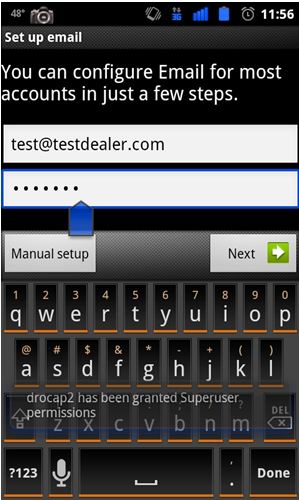 48° 3G 11:56
Set up email
You can configure Email for most
accounts in just a few steps.
test@testdealer.com
•••••••
Manual setup Next
1 2 3 4 5 6 7 8 9 0
q w e r t y u i o p
@ # $ & * - + ( )
a s d f g h j k l
drocap2 has been granted Superuser
permissions
z x c v b n m DEL
?123 . Done